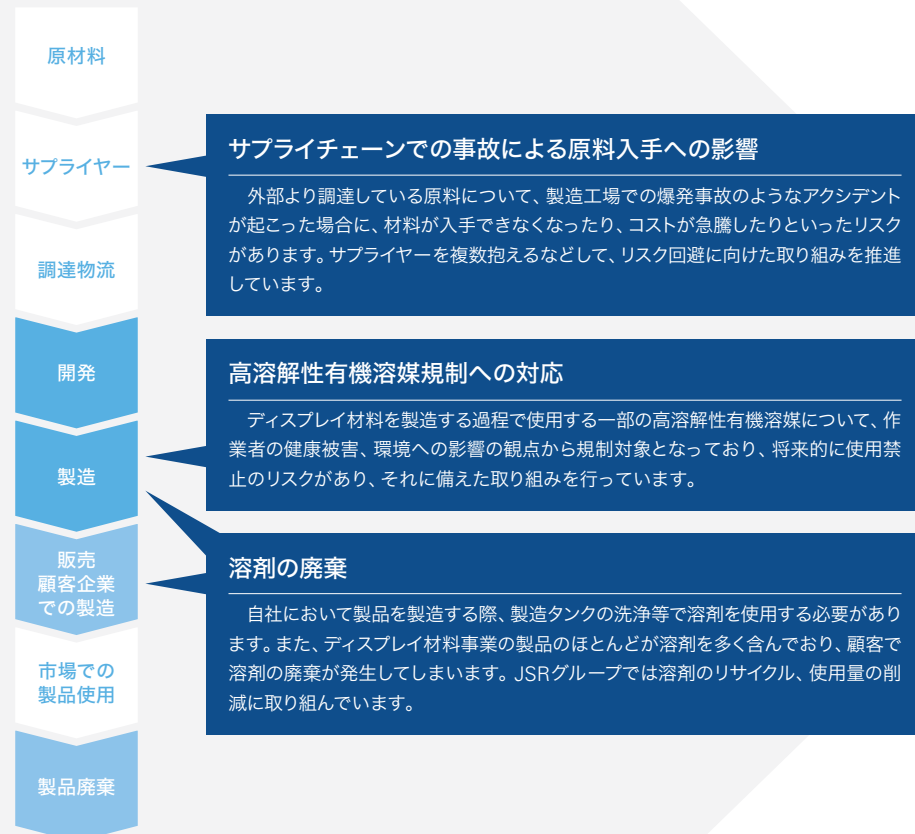 原材料
サプライヤー
調達物流
開発
製造
販売
顧客企業
での製造
市場での
製品使用
製品廃棄
サプライチェーンでの事故による原料入手への影響
外部より調達している原料について、製造工場での爆発事故のようなアクシデント
が起こった場合に、材料が入手できなくなったり、コストが急騰したりといったリスク
があります。サプライヤーを複数抱えるなどして、リスク回避に向けた取り組みを推進
しています。
高溶解性有機溶媒規制への対応
ディスプレイ材料を製造する過程で使用する一部の高溶解性有機溶媒について、作
業者の健康被害、環境への影響の観点から規制対象となっており、将来的に使用禁
止のリスクがあり、それに備えた取り組みを行っています。
溶剤の廃棄
自社において製品を製造する際、製造タンクの洗浄等で溶剤を使用する必要があり
ます。また、ディスプレイ材料事業の製品のほとんどが溶剤を多く含んでおり、顧客で
溶剤の廃棄が発生してしまいます。JSRグループでは溶剤のリサイクル、使用量の削
減に取り組んでいます。